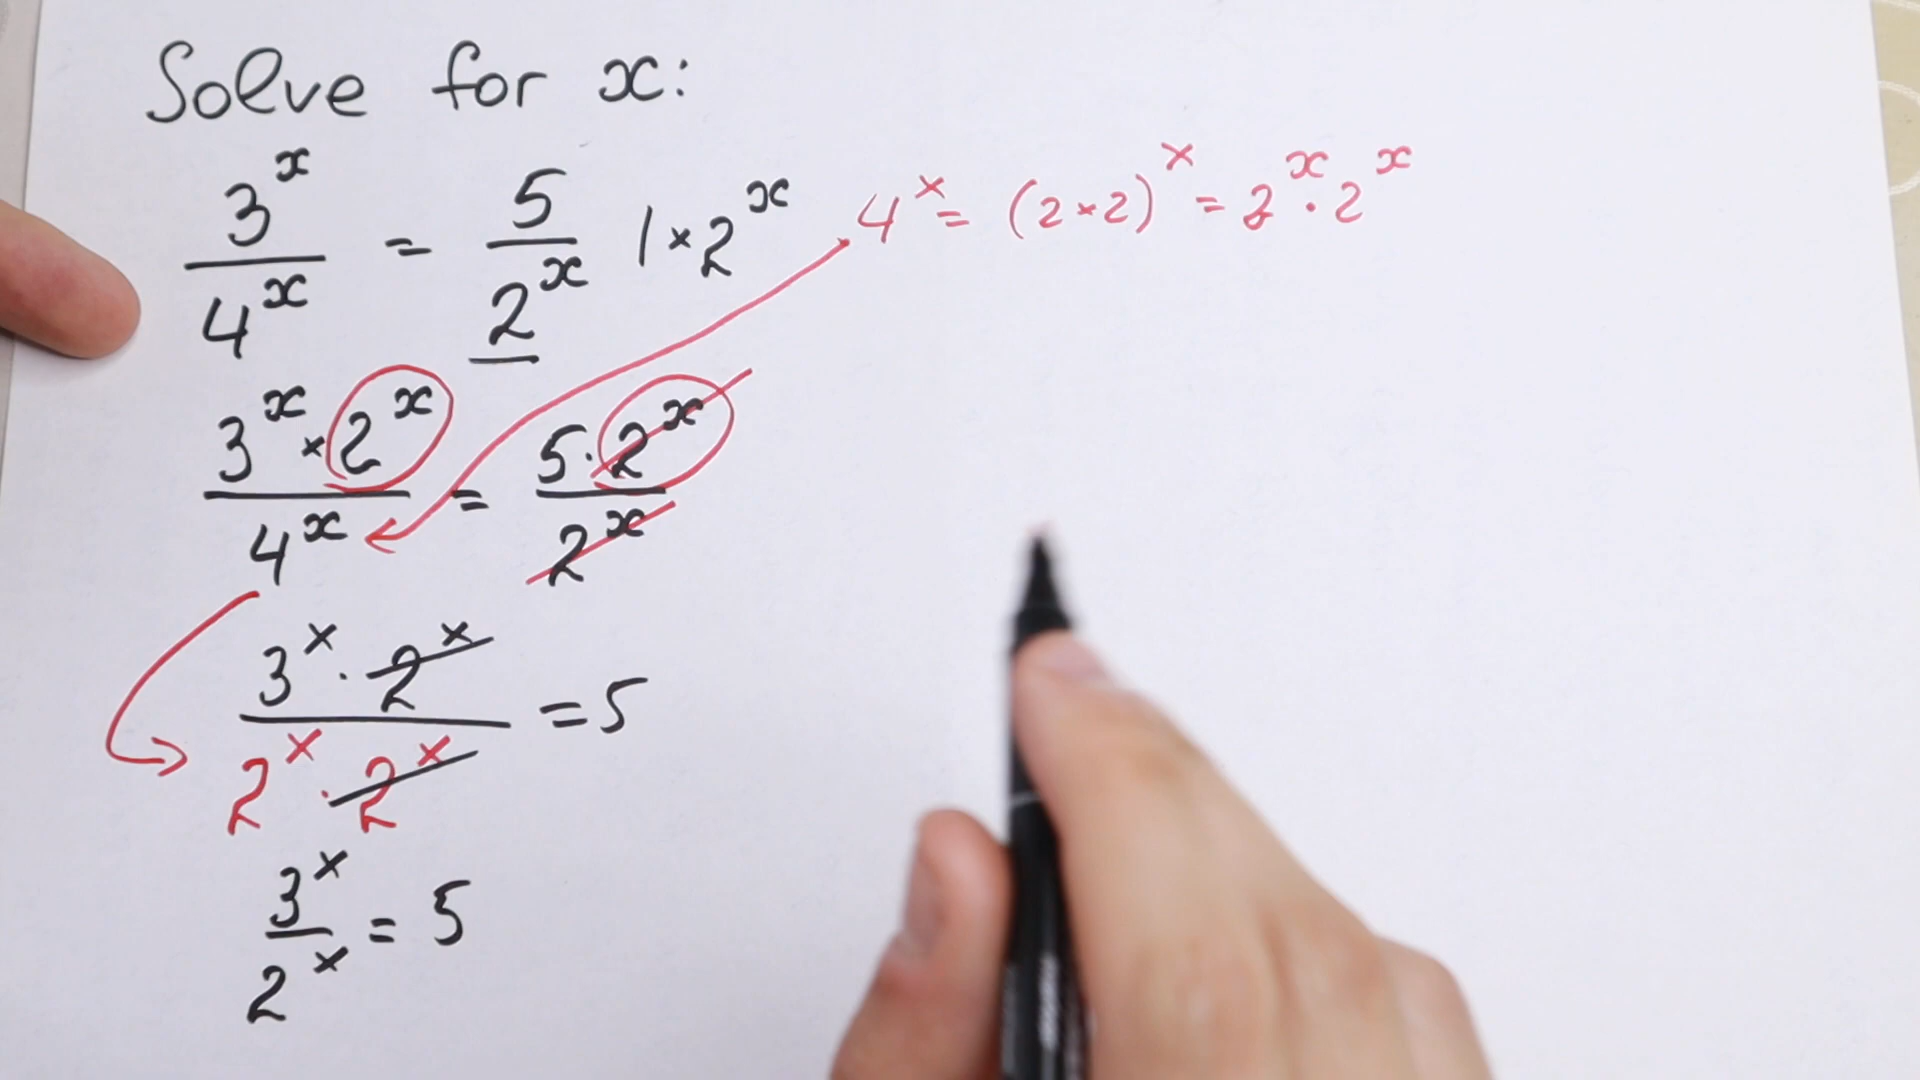 Solve for x:
3^x/4^x = 5/2^x | × 2^x
4^x = (2×2)^x = 2^x · 2^x
3^x × 2^x/4^x = 5 · 2^x/2^x
3^x · 2^x/2^x · 2^x = 5
3^x/2^x = 5